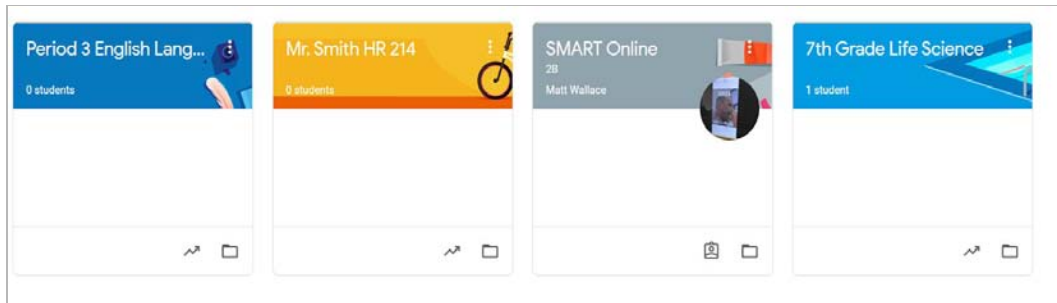 Period 3 English Lang...
0 students
Mr. Smith HR 214
0 students
SMART Online
2B
Matt Wallace
7th Grade Life Science
1 student